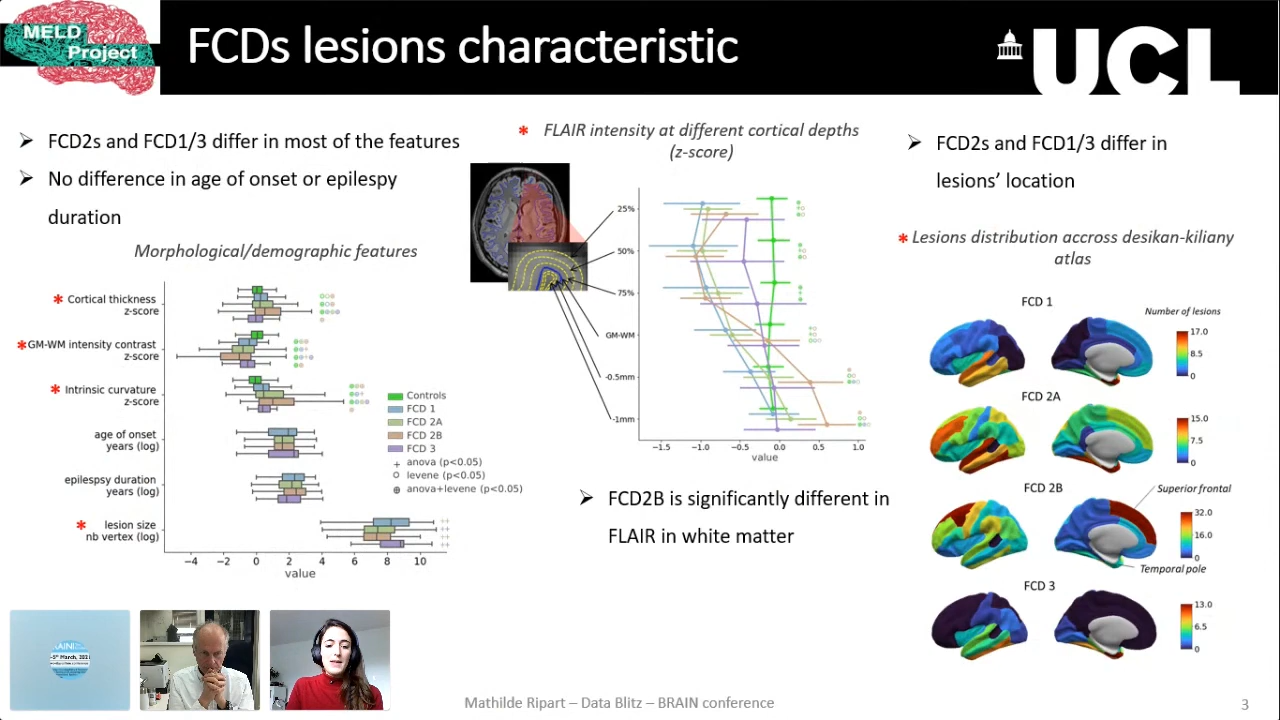 MELD
Project
FCDs lesions characteristic
UCL
FCD2s and FCD1/3 differ in most of the features
No difference in age of onset or epilespy
duration
Morphological/demographic features
* Cortical thickness
z-score
*GM-WM intensity contrast
z-score
* Intrinsic curvature
z-score
age of onset
years (log)
epilespsy duration
years (log)
* lesion size
nb vertex (log)
−4 −2 0 2 4 6 8 10
value
Controls
FCD 1
FCD 2A
FCD 2B
FCD 3
+ anova (p<0.05)
○ levene (p<0.05)
⊕ anova+levene (p<0.05)
* FLAIR intensity at different cortical depths
(z-score)
25%
50%
75%
GM-WM
-0.5mm
-1mm
−1.5 −1.0 −0.5 0.0 0.5 1.0
value
FCD2B is significantly different in
FLAIR in white matter
FCD2s and FCD1/3 differ in
lesions' location
* Lesions distribution accross desikan-kiliany
atlas
FCD 1
Number of lesions
17.0
8.5
0
FCD 2A
15.0
7.5
0
FCD 2B
Superior frontal
32.0
16.0
0
Temporal pole
FCD 3
13.0
6.5
0
Mathilde Ripart – Data Blitz – BRAIN conference
3